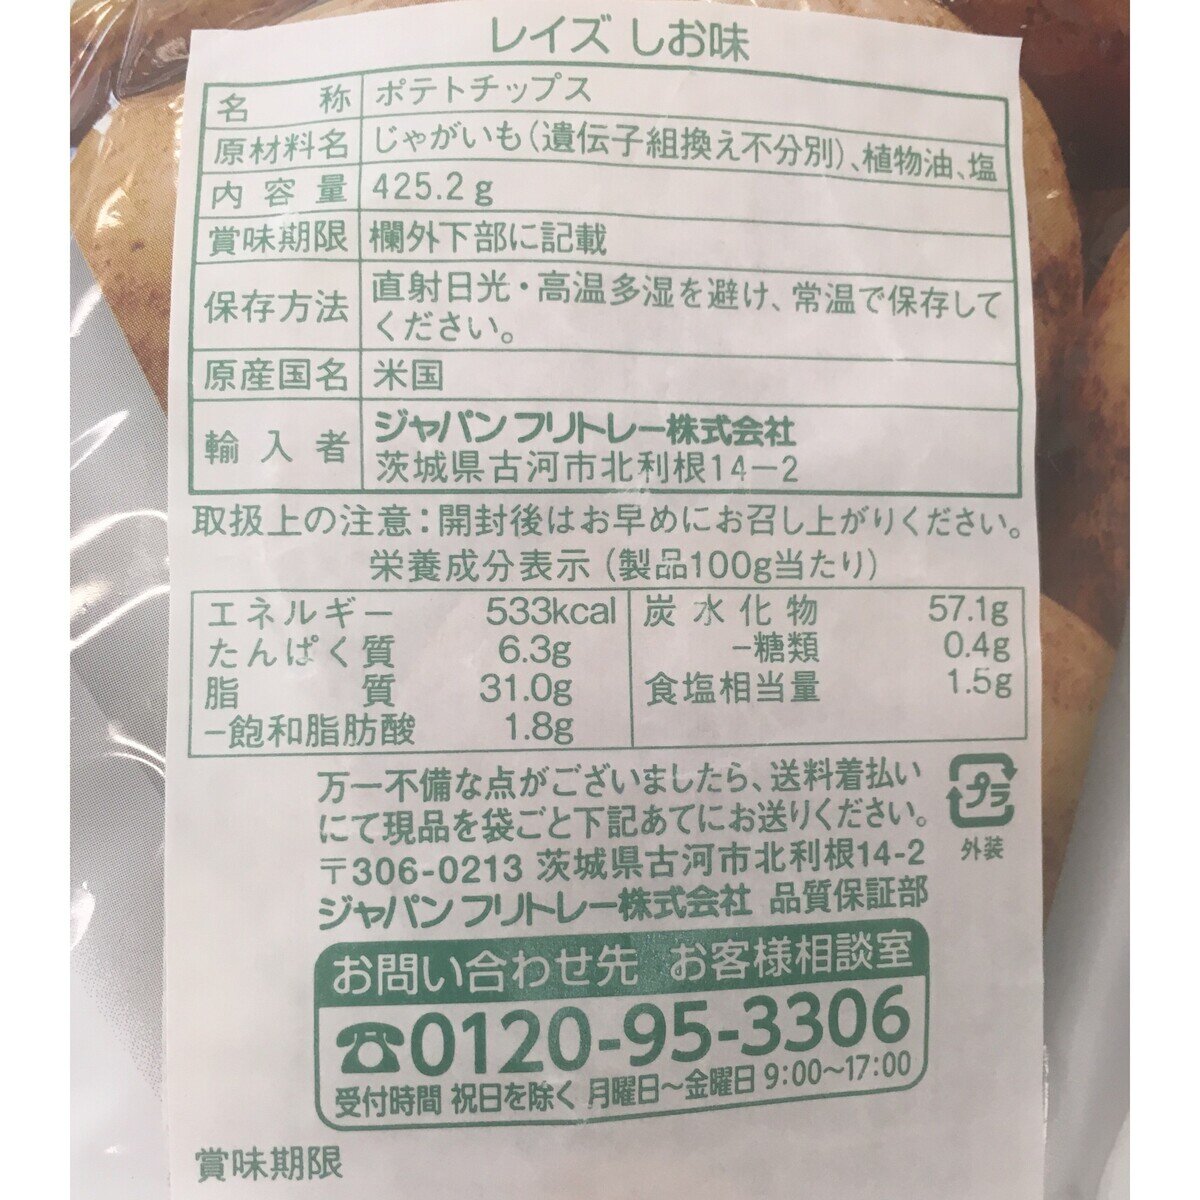 レイズ しお味
名称 ポテトチップス
原材料名 じゃがいも(遺伝子組換え不分別)、植物油、塩
内容量 425.2g
賞味期限 欄外下部に記載
保存方法 直射日光・高温多湿を避け、常温で保存して
ください。
原産国名 米国
輸入者 ジャパン フリトレー株式会社
茨城県古河市北利根14-2
取扱上の注意:開封後はお早めにお召し上がりください。
栄養成分表示(製品100g当たり)
エネルギー 533kcal 炭水化物 57.1g
たんぱく質 6.3g -糖類 0.4g
脂質 31.0g 食塩相当量 1.5g
-飽和脂肪酸 1.8g
万一不備な点がございましたら、送料着払い
にて現品を袋ごと下記あてにお送りください。
〒306-0213 茨城県古河市北利根14-2
ジャパン フリトレー株式会社 品質保証部
プラ
外装
お問い合わせ先 お客様相談室
☎0120-95-3306
受付時間 祝日を除く 月曜日～金曜日 9:00～17:00
賞味期限